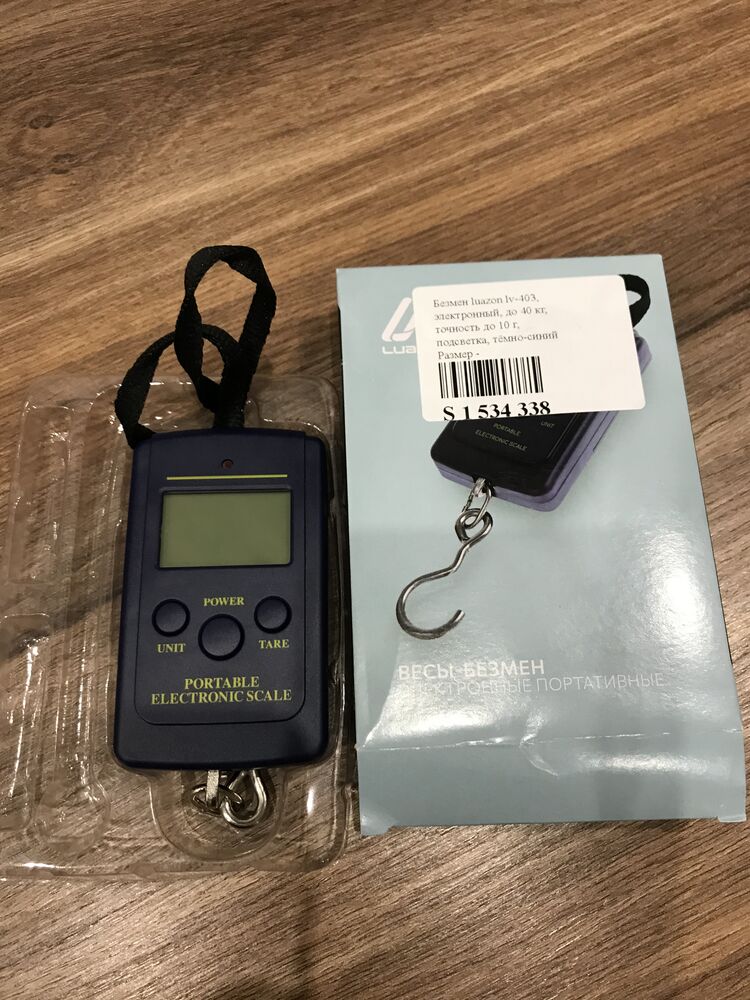 POWER
UNIT
TARE
PORTABLE
ELECTRONIC SCALE
Безмен luazon lv-403,
электронный, до 40 кг,
точность до 10 г,
подсветка, тёмно-синий
Размер -
S 1 534 338
UNIT
PORTABLE
ELECTRONIC SCALE
ВЕСЫ-БЕЗМЕН
ЭЛЕКТРОННЫЕ ПОРТАТИВНЫЕ